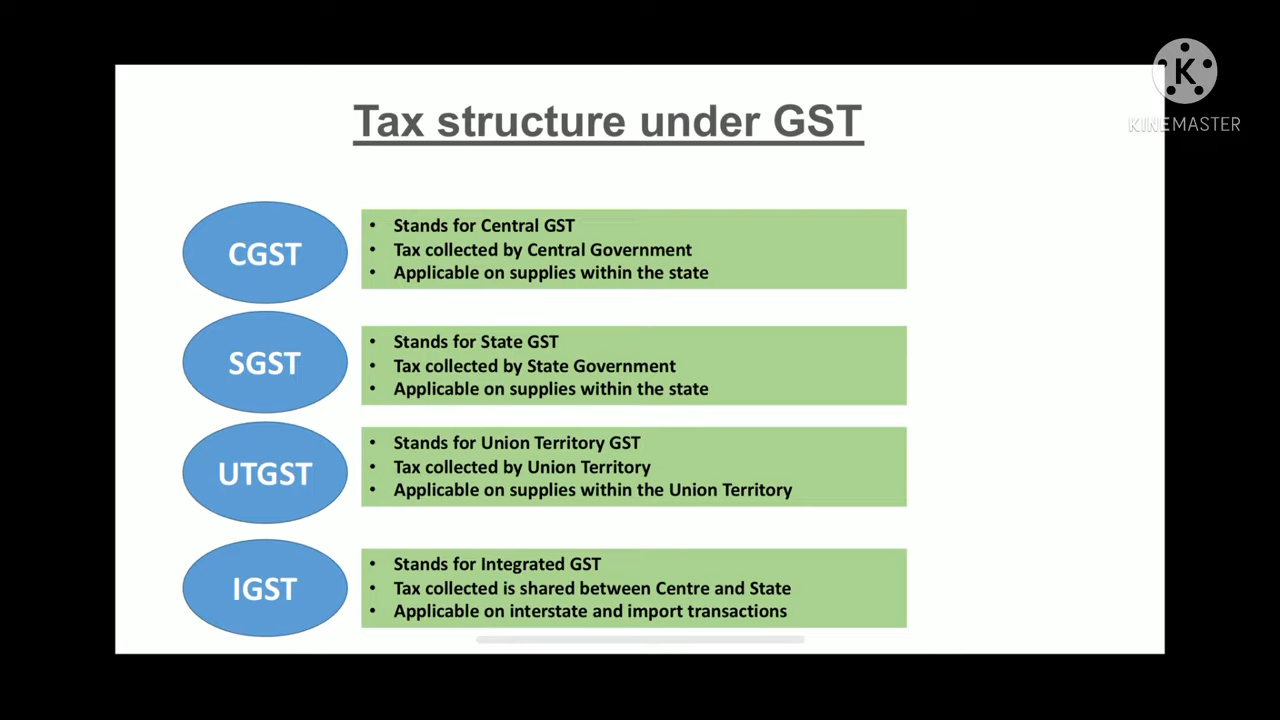 Tax structure under GST
K
KINEMASTER
CGST
• Stands for Central GST
• Tax collected by Central Government
• Applicable on supplies within the state
SGST
• Stands for State GST
• Tax collected by State Government
• Applicable on supplies within the state
UTGST
• Stands for Union Territory GST
• Tax collected by Union Territory
• Applicable on supplies within the Union Territory
IGST
• Stands for Integrated GST
• Tax collected is shared between Centre and State
• Applicable on interstate and import transactions